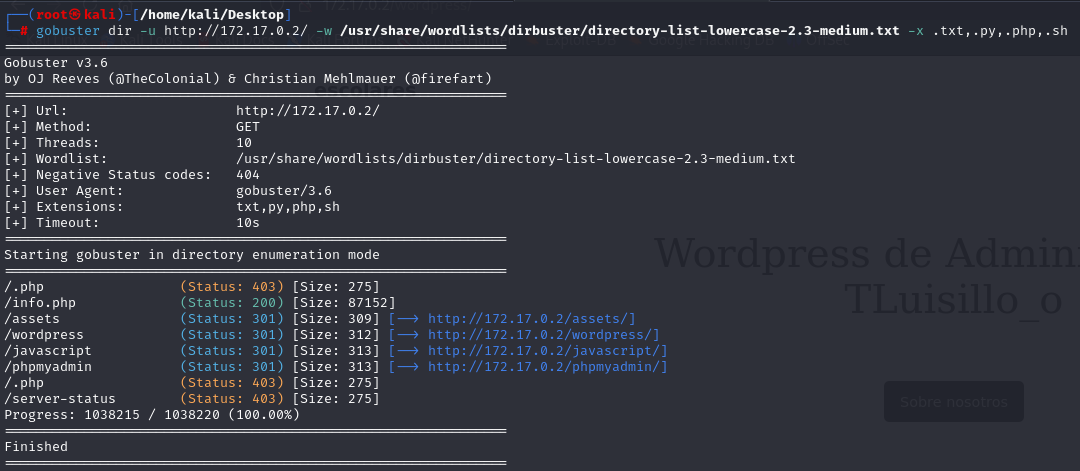 (root㉿kali)-[/home/kali/Desktop]
# gobuster dir -u http://172.17.0.2/ -w /usr/share/wordlists/dirbuster/directory-list-lowercase-2.3-medium.txt -x .txt,.py,.php,.sh
===============================================================
Gobuster v3.6
by OJ Reeves (@TheColonial) & Christian Mehlmauer (@firefart)
escolares
===============================================================
[+] Url: http://172.17.0.2/
[+] Method: GET
[+] Threads: 10
[+] Wordlist: /usr/share/wordlists/dirbuster/directory-list-lowercase-2.3-medium.txt
[+] Negative Status codes: 404
[+] User Agent: gobuster/3.6
[+] Extensions: txt,py,php,sh
[+] Timeout: 10s
===============================================================
Starting gobuster in directory enumeration mode
===============================================================
/.php (Status: 403) [Size: 275]
/info.php (Status: 200) [Size: 87152]
/assets (Status: 301) [Size: 309] [--> http://172.17.0.2/assets/]
/wordpress (Status: 301) [Size: 312] [--> http://172.17.0.2/wordpress/]
/javascript (Status: 301) [Size: 313] [--> http://172.17.0.2/javascript/]
/phpmyadmin (Status: 301) [Size: 313] [--> http://172.17.0.2/phpmyadmin/]
/.php (Status: 403) [Size: 275]
/server-status (Status: 403) [Size: 275]
Progress: 1038215 / 1038220 (100.00%)
===============================================================
Finished
===============================================================
Wordpress de Admin
TLuisillo_o
Sobre nosotros